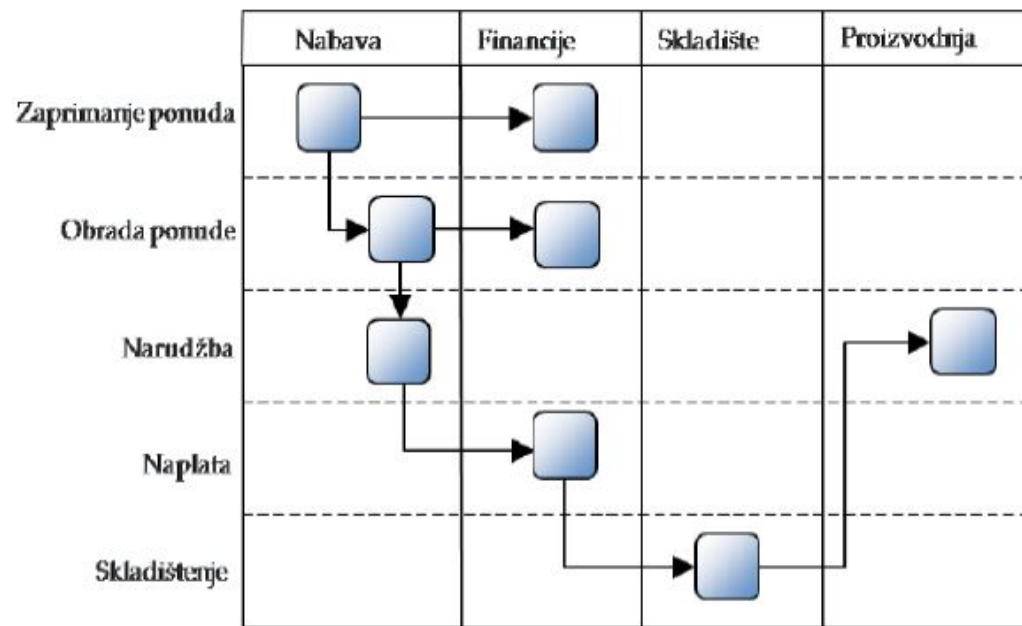 Nabava Financije Skladište Proizvodnja
Zaprimanje ponuda
Obrada ponude
Narudžba
Naplata
Skladištenje